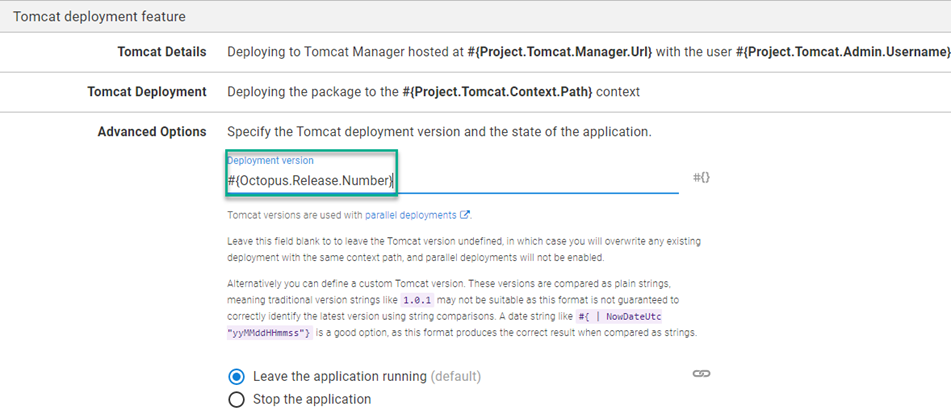 Tomcat deployment feature
Tomcat Details Deploying to Tomcat Manager hosted at #{Project.Tomcat.Manager.Url} with the user #{Project.Tomcat.Admin.Username}
Tomcat Deployment Deploying the package to the #{Project.Tomcat.Context.Path} context
Advanced Options Specify the Tomcat deployment version and the state of the application.
Deployment version
#{Octopus.Release.Number} #{}
Tomcat versions are used with parallel deployments.
Leave this field blank to to leave the Tomcat version undefined, in which case you will overwrite any existing
deployment with the same context path, and parallel deployments will not be enabled.
Alternatively you can define a custom Tomcat version. These versions are compared as plain strings,
meaning traditional version strings like 1.0.1 may not be suitable as this format is not guaranteed to
correctly identify the latest version using string comparisons. A date string like #{ | NowDateUtc
"yyMMddHHmmss"} is a good option, as this format produces the correct result when compared as strings.
Leave the application running (default)
Stop the application